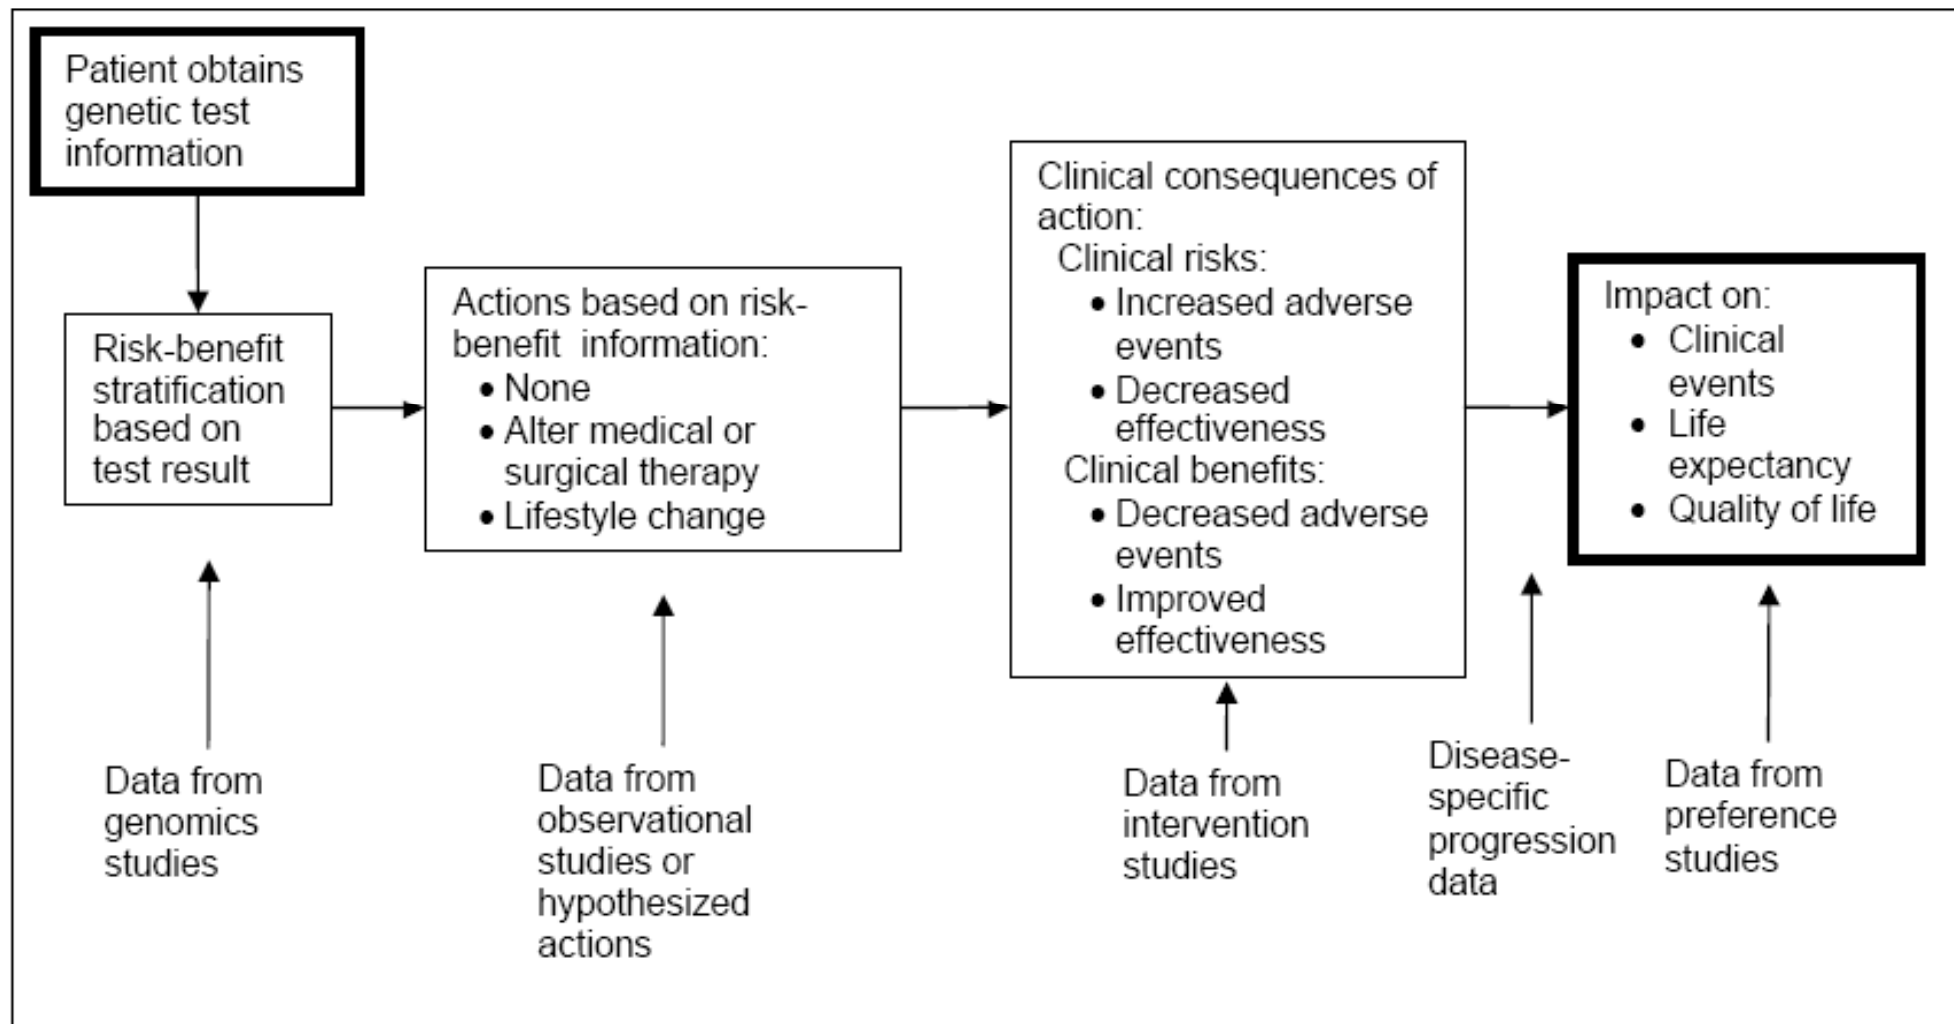 Patient obtains
genetic test
information
Risk-benefit
stratification
based on
test result
Actions based on risk-
benefit information:
• None
• Alter medical or
surgical therapy
• Lifestyle change
Clinical consequences of
action:
Clinical risks:
• Increased adverse
events
• Decreased
effectiveness
Clinical benefits:
• Decreased adverse
events
• Improved
effectiveness
Impact on:
• Clinical
events
• Life
expectancy
• Quality of life
Data from
genomics
studies
Data from
observational
studies or
hypothesized
actions
Data from
intervention
studies
Disease-
specific
progression
data
Data from
preference
studies